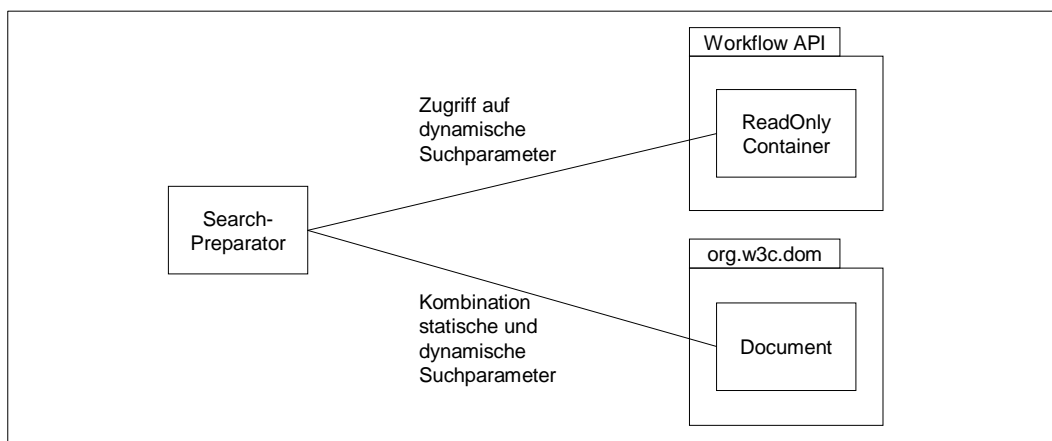 Workflow API
Zugriff auf
dynamische
Suchparameter
ReadOnly
Container
Search-
Preparator
org.w3c.dom
Kombination
statische und
dynamische
Suchparameter
Document